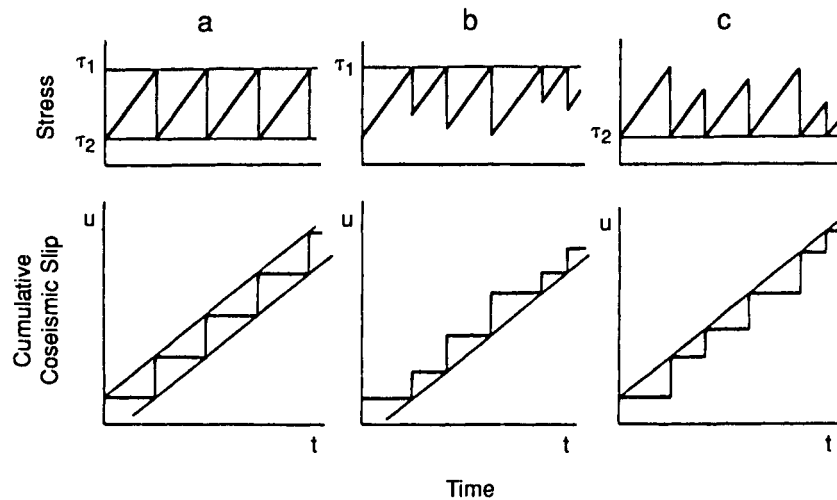 a b c
τ1 τ1
Stress
τ2 τ2
u u u
Cumulative
Coseismic Slip
t t t
Time